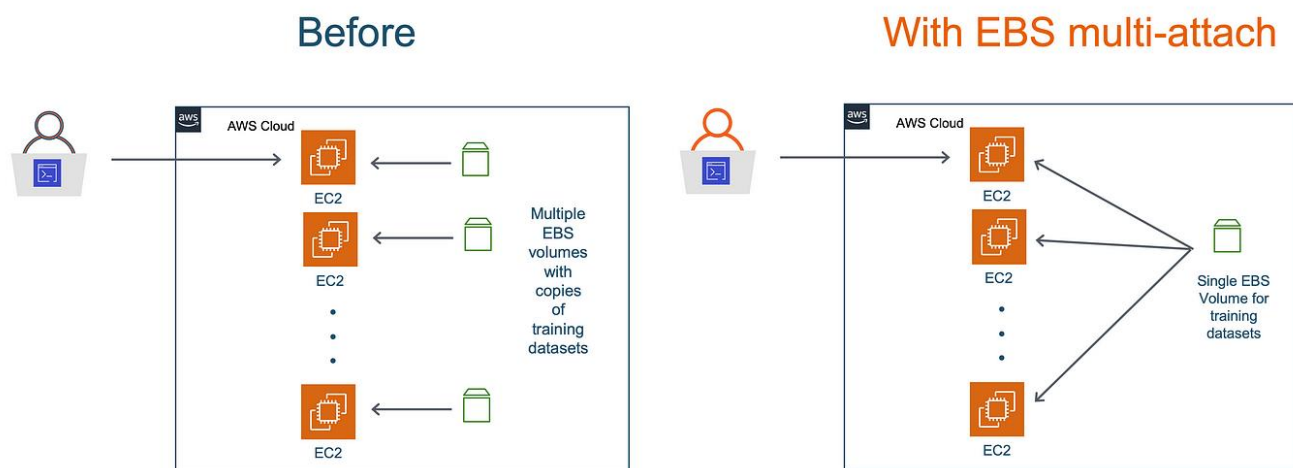 Before
aws
AWS Cloud
EC2
EC2
EC2
Multiple
EBS
volumes
with
copies
of
training
datasets
With EBS multi-attach
aws
AWS Cloud
EC2
EC2
EC2
Single EBS
Volume for
training
datasets